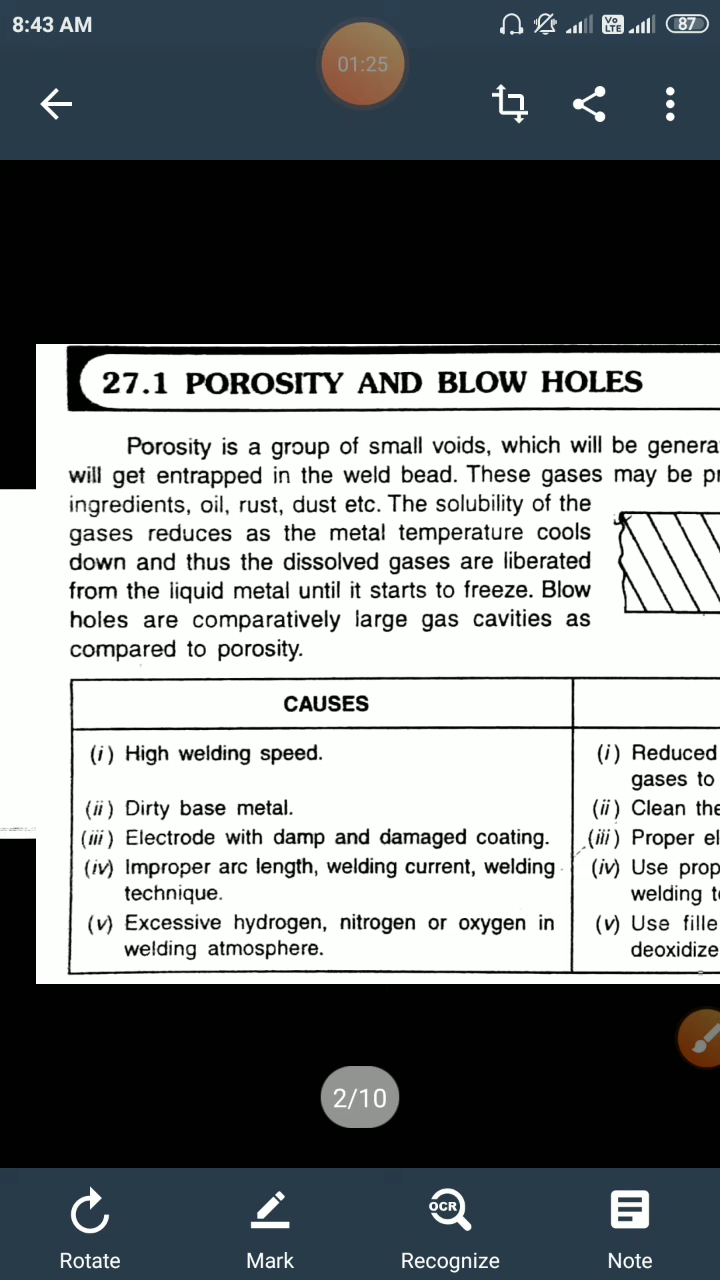 8:43 AM
Vo
LTE
87
01:25
27.1 POROSITY AND BLOW HOLES
Porosity is a group of small voids, which will be genera
will get entrapped in the weld bead. These gases may be pr
ingredients, oil, rust, dust etc. The solubility of the
gases reduces as the metal temperature cools
down and thus the dissolved gases are liberated
from the liquid metal until it starts to freeze. Blow
holes are comparatively large gas cavities as
compared to porosity.
CAUSES
(i) High welding speed.
(ii) Dirty base metal.
(iii) Electrode with damp and damaged coating.
(iv) Improper arc length, welding current, welding
technique.
(v) Excessive hydrogen, nitrogen or oxygen in
welding atmosphere.
(i) Reduced
gases to
(ii) Clean the
(iii) Proper el
(iv) Use prop
welding te
(v) Use fille
deoxidize
2/10
Rotate
Mark
OCR
Recognize
Note